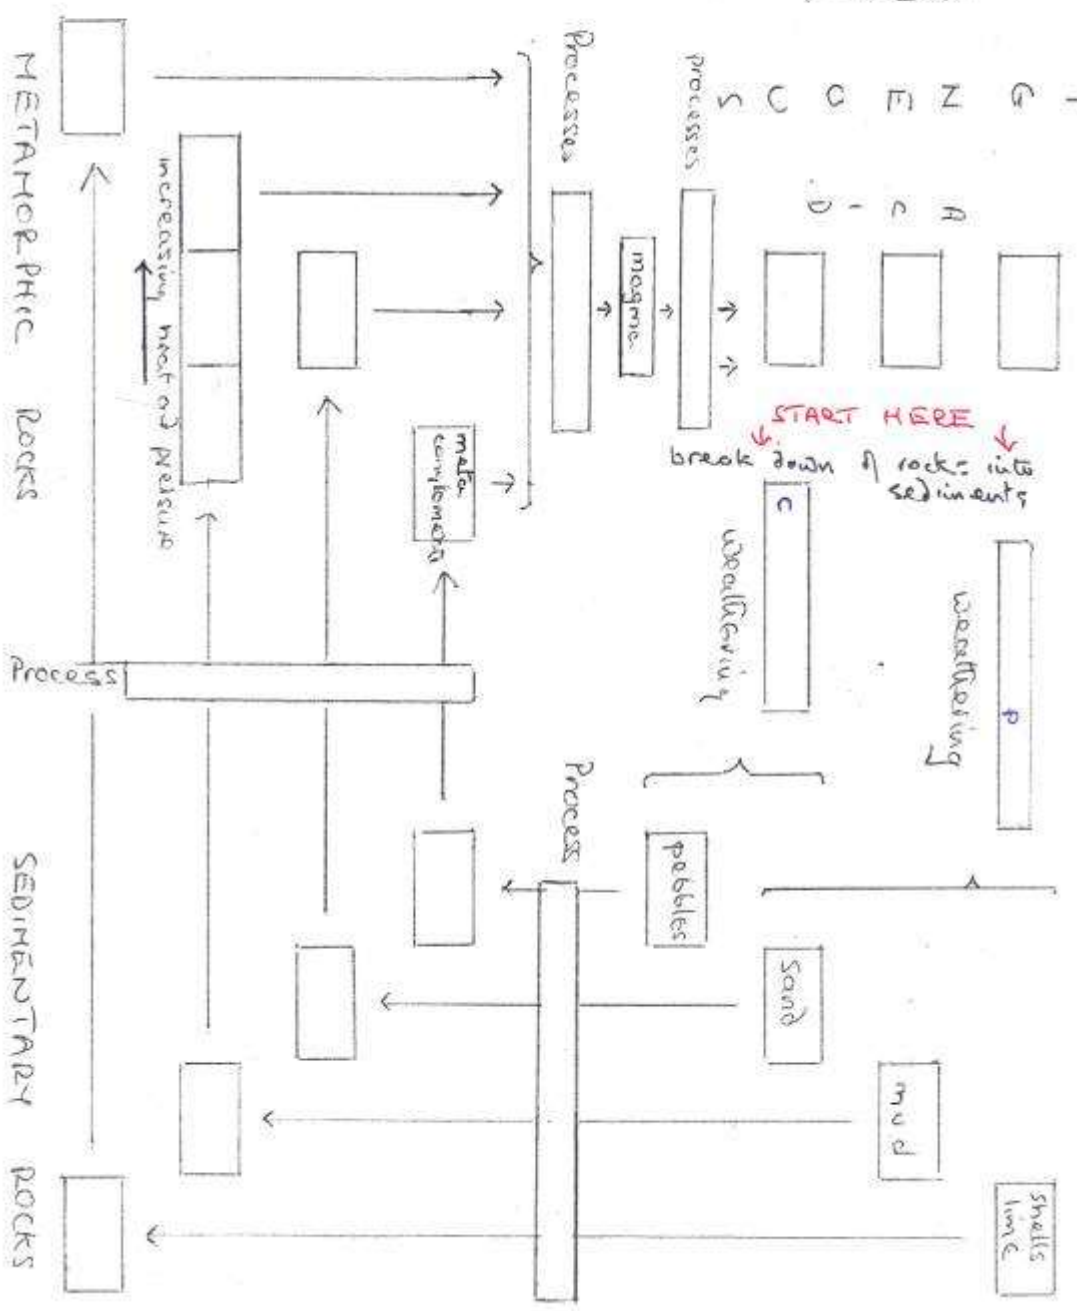 I G N E O U S
A C I D
START HERE
break down of rocks into
sediments
C
weathering
P
weathering
processes
magma
Processes
meta
conglomerate
increasing heat and pressure
METAMORPHIC ROCKS
Process
Process
pebbles
sand
mud
shells
lime
SEDIMENTARY ROCKS